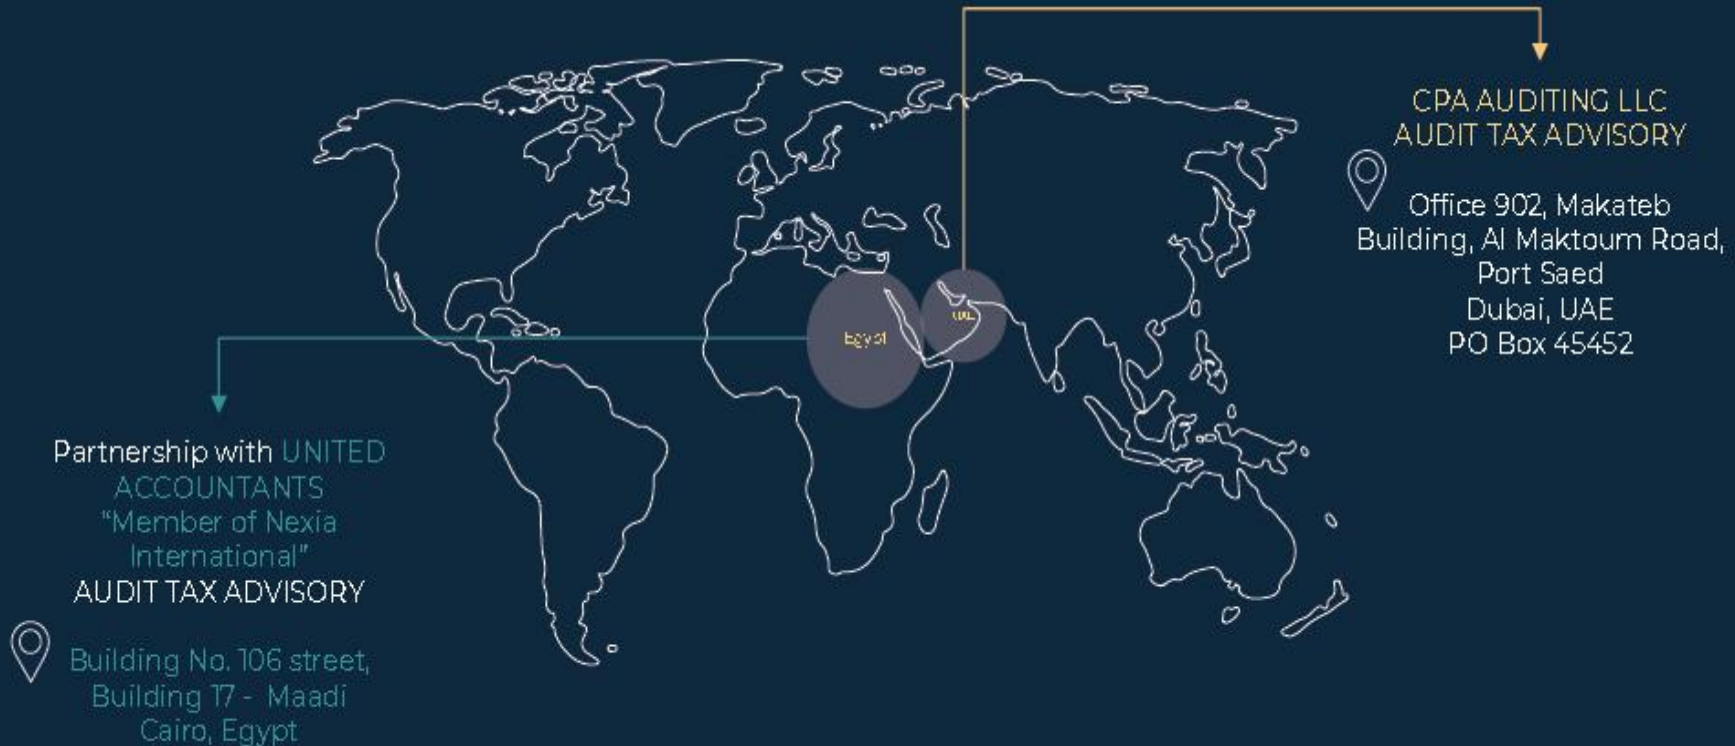 CPA AUDITING LLC
AUDIT TAX ADVISORY
Office 902, Makateb
Building, Al Maktoum Road,
Port Saed
Dubai, UAE
PO Box 45452
Egypt
UAE
Partnership with UNITED
ACCOUNTANTS
“Member of Nexia
International”
AUDIT TAX ADVISORY
Building No. 106 street,
Building 17 - Maadi
Cairo, Egypt